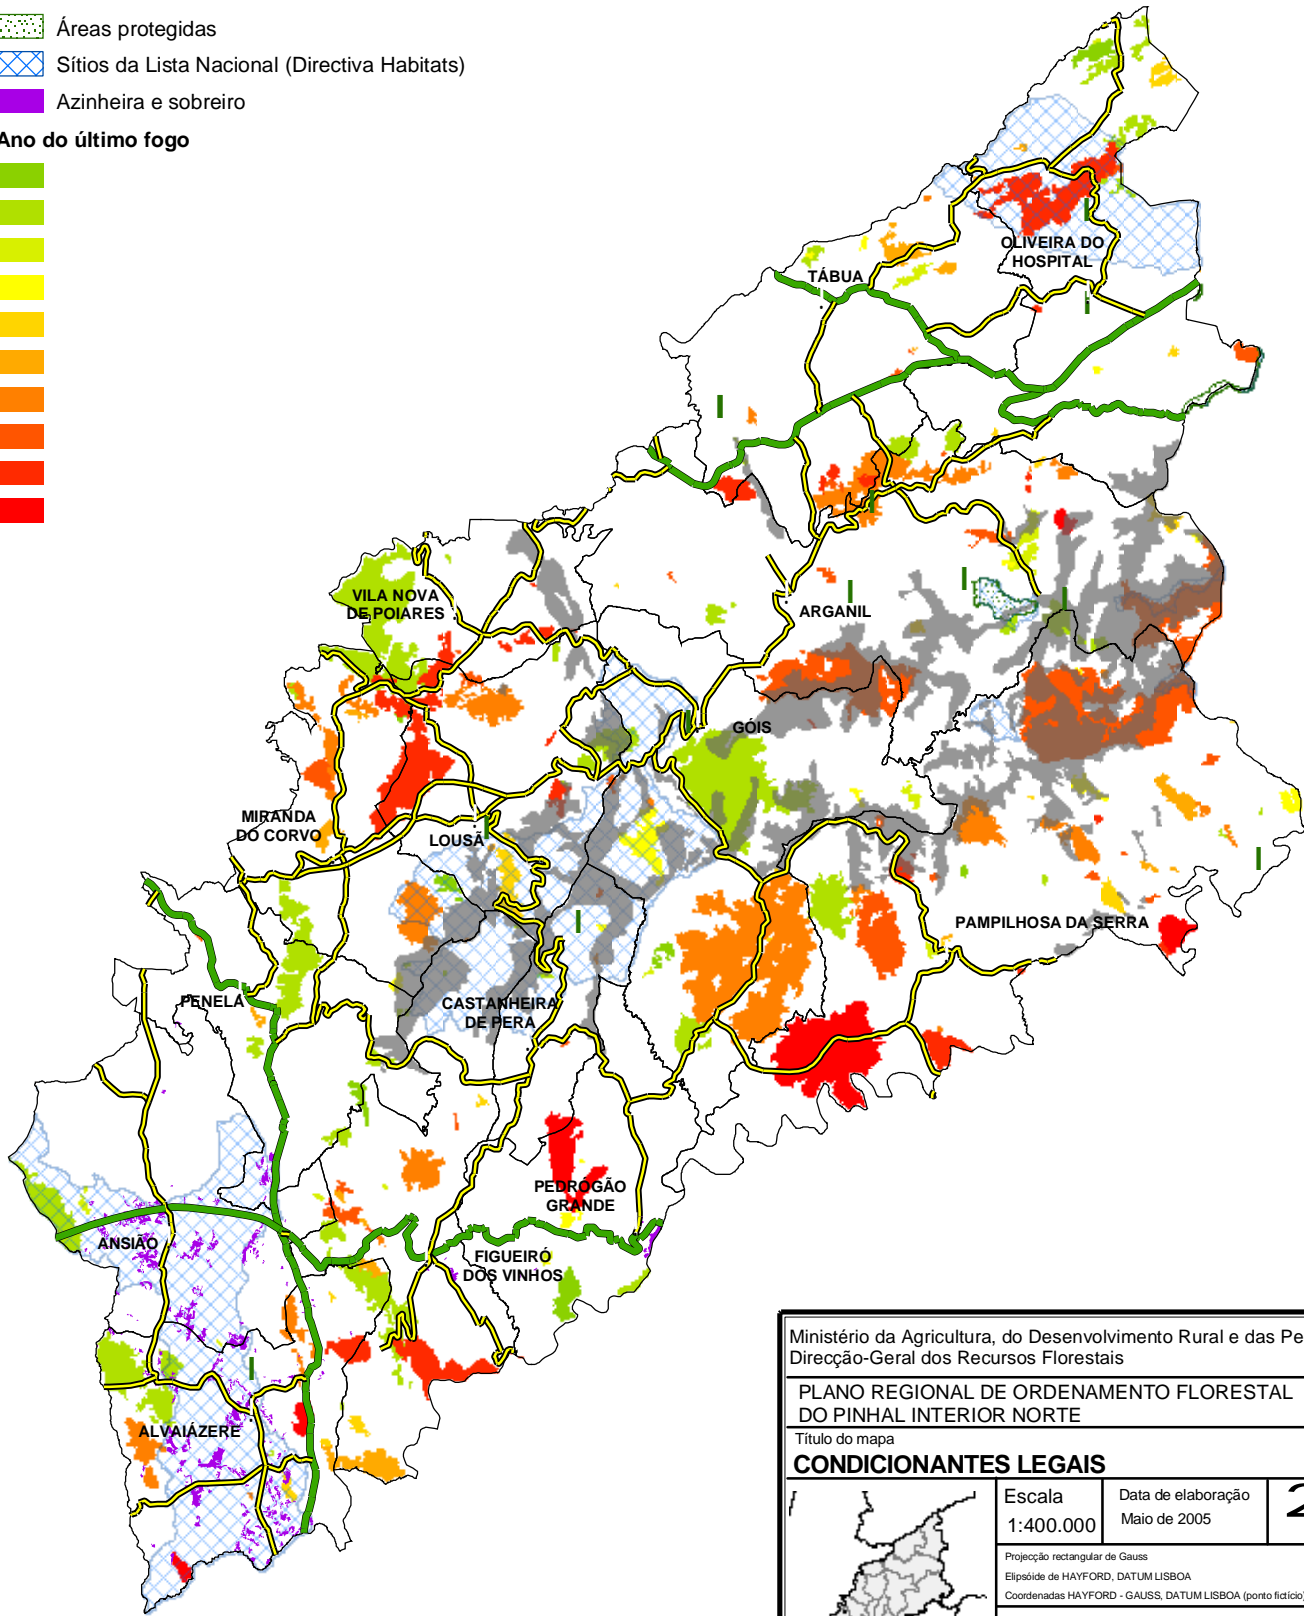 Áreas protegidas
Sítios da Lista Nacional (Directiva Habitats)
Azinheira e sobreiro
Ano do último fogo
OLIVEIRA DO
HOSPITAL
TÁBUA
VILA NOVA
DE POIARES
ARGANIL
GÓIS
MIRANDA
DO CORVO
LOUSÃ
PAMPILHOSA DA SERRA
PENELA
CASTANHEIRA
DE PERA
PEDRÓGÃO
GRANDE
ANSIÃO
FIGUEIRÓ
DOS VINHOS
ALVAIÁZERE
Ministério da Agricultura, do Desenvolvimento Rural e das Pe
Direcção-Geral dos Recursos Florestais
PLANO REGIONAL DE ORDENAMENTO FLORESTAL
DO PINHAL INTERIOR NORTE
Título do mapa
CONDICIONANTES LEGAIS
Escala
1:400.000
Data de elaboração
Maio de 2005
2
Projecção rectangular de Gauss
Elipsóide de HAYFORD, DATUM LISBOA
Coordenadas HAYFORD - GAUSS, DATUM LISBOA (ponto fictício)